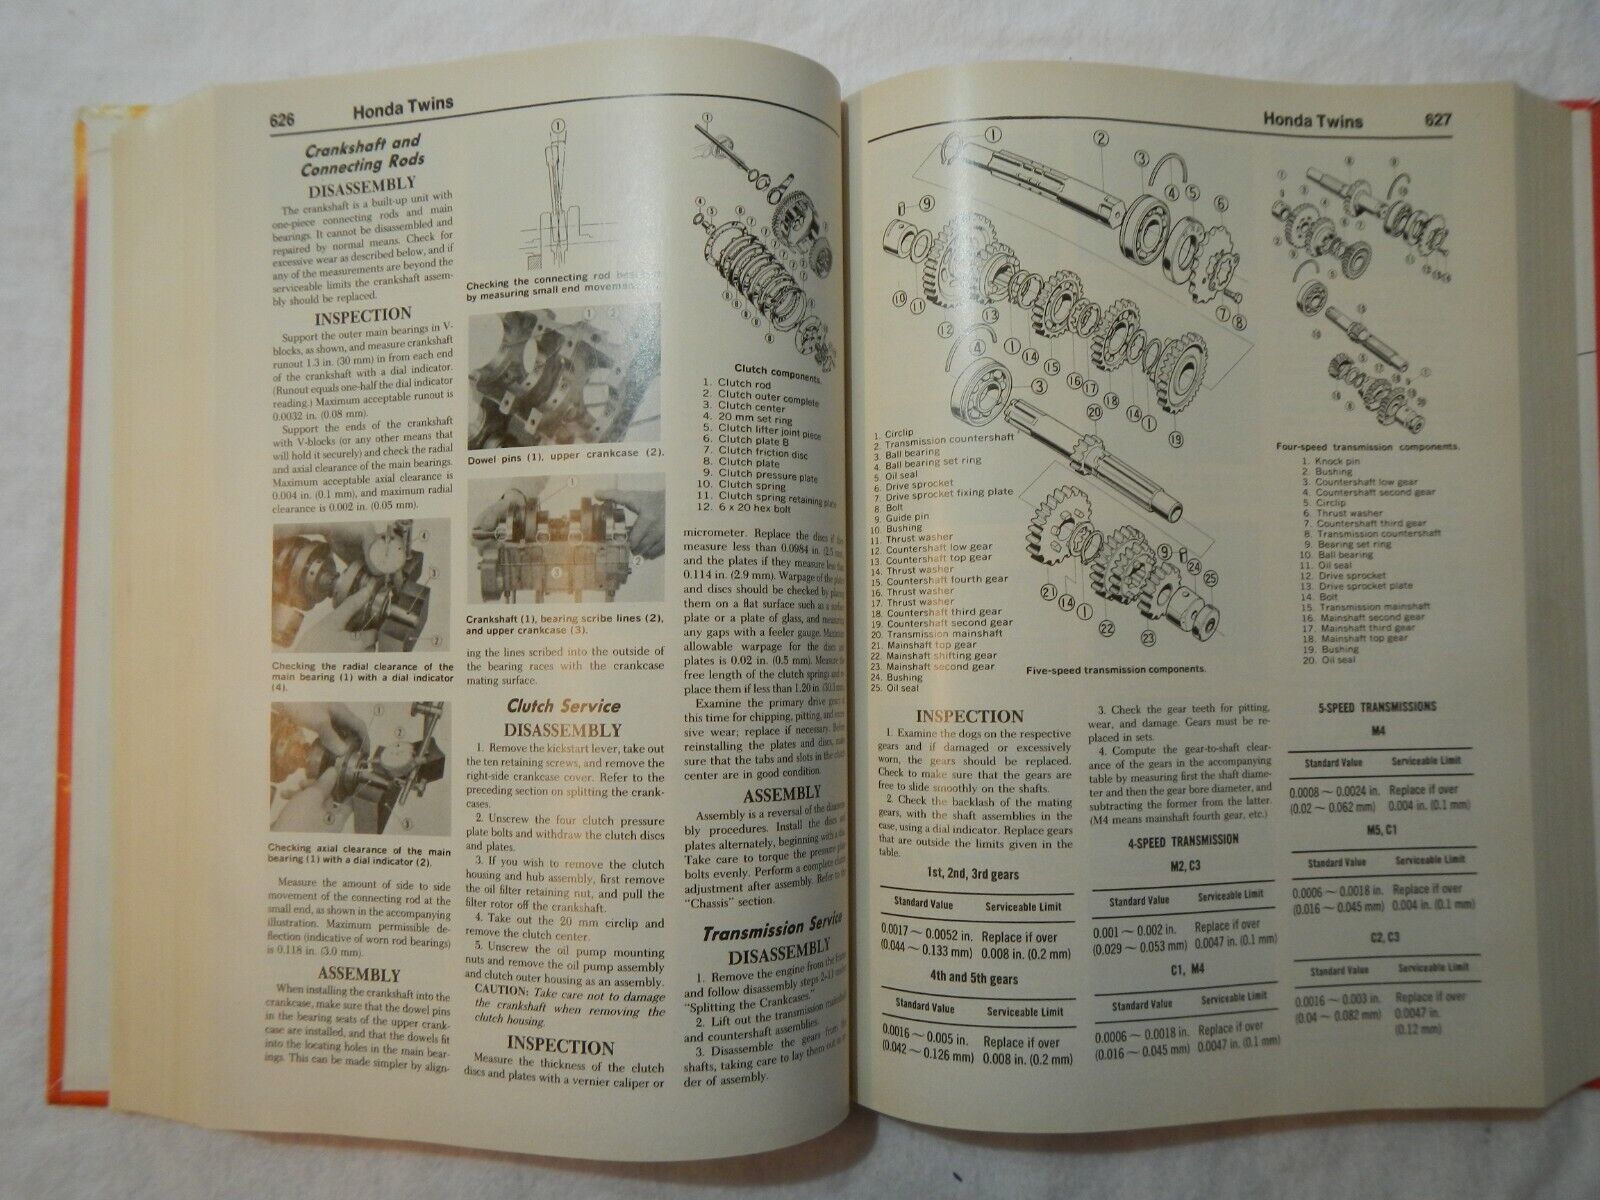 626 Honda Twins
Crankshaft and
Connecting Rods
DISASSEMBLY
The crankshaft is a built-up unit with
one-piece connecting rods and main
bearings. It cannot be disassembled and
repaired by normal means. Check for
excessive wear as described below, and if
any of the measurements are beyond the
serviceable limits the crankshaft assem-
bly should be replaced.
INSPECTION
Support the outer main bearings in V-
blocks, as shown, and measure crankshaft
runout 1.3 in. (30 mm) in from each end
of the crankshaft with a dial indicator.
(Runout equals one-half the dial indicator
reading.) Maximum acceptable runout is
0.0032 in. (0.08 mm).
Support the ends of the crankshaft
with V-blocks (or any other means that
will hold it securely) and check the radial
and axial clearance of the main bearings.
Maximum acceptable axial clearance is
0.004 in. (0.1 mm), and maximum radial
clearance is 0.002 in. (0.05 mm).
Checking the radial clearance of the
main bearing (1) with a dial indicator
(4).
Checking axial clearance of the main
bearing (1) with a dial indicator (2).
Measure the amount of side to side
movement of the connecting rod at the
small end, as shown in the accompanying
illustration. Maximum permissible de-
flection (indicative of worn rod bearings)
is 0.118 in. (3.0 mm).
ASSEMBLY
When installing the crankshaft into the
crankcase, make sure that the dowel pins
in the bearing seats of the upper crank-
case are installed, and that the dowels fit
into the locating holes in the main bear-
ings. This can be made simpler by align-
Checking the connecting rod
by measuring small end
Dowel pins (1), upper crankcase (2).
Crankshaft (1), bearing scribe lines (2),
and upper crankcase (3).
ing the lines scribed into the outside of
the bearing races with the crankcase
mating surface.
Clutch Service
DISASSEMBLY
1. Remove the kickstart lever, take out
the ten retaining screws, and remove the
right-side crankcase cover. Refer to the
preceding section on splitting the crank-
cases.
2. Unscrew the four clutch pressure
plate bolts and withdraw the clutch discs
and plates.
3. If you wish to remove the clutch
housing and hub assembly, first remove
the oil filter retaining nut, and pull the
filter rotor off the crankshaft.
4. Take out the 20 mm circlip and
remove the clutch center.
5. Unscrew the oil pump mounting
nuts and remove the oil pump assembly
and clutch outer housing as an assembly.
CAUTION: Take care not to damage
the crankshaft when removing the
clutch housing.
INSPECTION
Measure the thickness of the clutch
discs and plates with a vernier caliper or
Clutch components.
1. Clutch rod
2. Clutch outer complete
3. Clutch center
4. 20 mm set ring
5. Clutch lifter joint piece
6. Clutch plate B
7. Clutch friction disc
8. Clutch plate
9. Clutch pressure plate
10. Clutch spring
11. Clutch spring retaining plate
12. 6 x 20 hex bolt
micrometer. Replace the discs if they
measure less than 0.0984 in. (2.5 mm),
and the plates if they measure less than
0.114 in. (2.9 mm). Warpage of the plates
and discs should be checked by placing
them on a flat surface such as a surface
plate or a plate of glass, and measuring
any gaps with a feeler gauge. Maximum
allowable warpage for the discs and
plates is 0.02 in. (0.5 mm). Measure the
free length of the clutch springs and re-
place them if less than 1.20 in.
Examine the primary drive gears at
this time for chipping, pitting, and exces-
sive wear; replace if necessary. Before
reinstalling the plates and discs, make
sure that the tabs and slots in the clutch
center are in good condition.
ASSEMBLY
Assembly is a reversal of the disassem-
bly procedures. Install the discs and
plates alternately, beginning with a
Take care to torque the pressure plate
bolts evenly. Perform a complete clutch
adjustment after assembly. Refer to the
"Chassis" section.
Transmission Service
DISASSEMBLY
1. Remove the engine from the frame
and follow disassembly steps 2-11 under
"Splitting the Crankcases."
2. Lift out the transmission mainshaft
and countershaft assemblies.
3. Disassemble the gears from the
shafts, taking care to lay them out in or-
der of assembly.
Honda Twins 627
1. Circlip
2. Transmission countershaft
3. Ball bearing
4. Ball bearing set ring
5. Oil seal
6. Drive sprocket
7. Drive sprocket fixing plate
8. Bolt
9. Guide pin
10. Bushing
11. Thrust washer
12. Countershaft low gear
13. Countershaft top gear
14. Thrust washer
15. Countershaft fourth gear
16. Thrust washer
17. Thrust washer
18. Countershaft third gear
19. Countershaft second gear
20. Transmission mainshaft
21. Mainshaft top gear
22. Mainshaft shifting gear
23. Mainshaft second gear
24. Bushing
25. Oil seal
Five-speed transmission components.
Four-speed transmission components.
1. Knock pin
2. Bushing
3. Countershaft low gear
4. Countershaft second gear
5. Circlip
6. Thrust washer
7. Countershaft third gear
8. Transmission countershaft
9. Bearing set ring
10. Ball bearing
11. Oil seal
12. Drive sprocket
13. Drive sprocket plate
14. Bolt
15. Transmission mainshaft
16. Mainshaft second gear
17. Mainshaft third gear
18. Mainshaft top gear
19. Bushing
20. Oil seal
INSPECTION
1. Examine the dogs on the respective
gears and if damaged or excessively
worn, the gears should be replaced.
Check to make sure that the gears are
free to slide smoothly on the shafts.
2. Check the backlash of the mating
gears, with the shaft assemblies in the
case, using a dial indicator. Replace gears
that are outside the limits given in the
table.
1st, 2nd, 3rd gears
Standard Value Serviceable Limit
0.0017 ~ 0.0052 in. Replace if over
(0.044 ~ 0.133 mm) 0.008 in. (0.2 mm)
4th and 5th gears
Standard Value Serviceable Limit
0.0016 ~ 0.005 in. Replace if over
(0.042 ~ 0.126 mm) 0.008 in. (0.2 mm)
3. Check the gear teeth for pitting,
wear, and damage. Gears must be re-
placed in sets.
4. Compute the gear-to-shaft clear-
ance of the gears in the accompanying
table by measuring first the shaft diame-
ter and then the gear bore diameter, and
subtracting the former from the latter.
(M4 means mainshaft fourth gear, etc.)
4-SPEED TRANSMISSION
M2, C3
Standard Value Serviceable Limit
0.001 ~ 0.002 in. Replace if over
(0.029 ~ 0.053 mm) 0.0047 in. (0.1 mm)
C1, M4
Standard Value Serviceable Limit
0.0006 ~ 0.0018 in. Replace if over
(0.016 ~ 0.045 mm) 0.0047 in. (0.1 mm)
5-SPEED TRANSMISSIONS
M4
Standard Value Serviceable Limit
0.0008 ~ 0.0024 in. Replace if over
(0.02 ~ 0.062 mm) 0.004 in. (0.1 mm)
M5, C1
Standard Value Serviceable Limit
0.0006 ~ 0.0018 in. Replace if over
(0.016 ~ 0.045 mm) 0.004 in. (0.1 mm)
C2, C3
Standard Value Serviceable Limit
0.0016 ~ 0.003 in. Replace if over
(0.04 ~ 0.082 mm) 0.0047 in.
(0.12 mm)